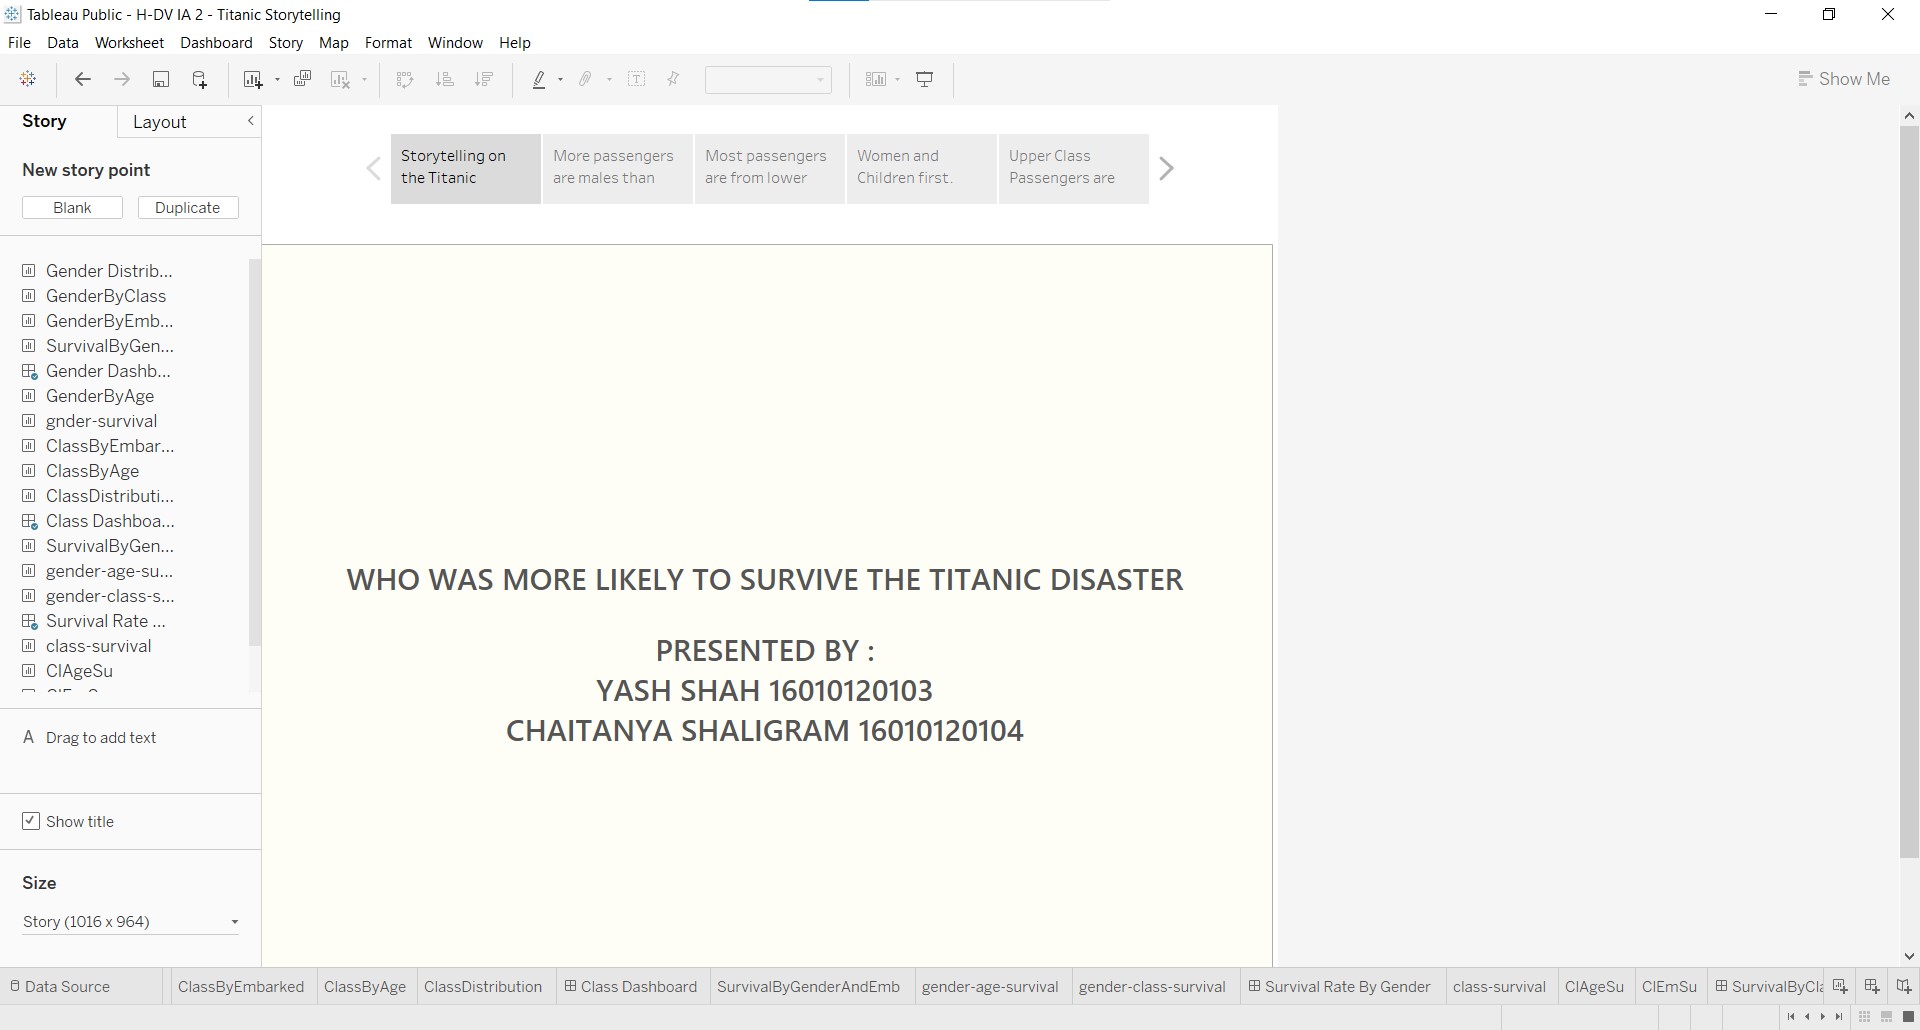 Tableau Public - H-DV IA 2 - Titanic Storytelling
File Data Worksheet Dashboard Story Map Format Window Help
Show Me
Story Layout
New story point
Blank Duplicate
Gender Distrib...
GenderByClass
GenderByEmb...
SurvivalByGen...
Gender Dashb...
GenderByAge
gnder-survival
ClassByEmbar...
ClassByAge
ClassDistributi...
Class Dashboa...
SurvivalByGen...
gender-age-su...
gender-class-s...
Survival Rate ...
class-survival
ClAgeSu
A Drag to add text
Show title
Size
Story (1016 x 964)
Storytelling on
the Titanic
More passengers
are males than
Most passengers
are from lower
Women and
Children first.
Upper Class
Passengers are
WHO WAS MORE LIKELY TO SURVIVE THE TITANIC DISASTER
PRESENTED BY :
YASH SHAH 16010120103
CHAITANYA SHALIGRAM 16010120104
Data Source ClassByEmbarked ClassByAge ClassDistribution Class Dashboard SurvivalByGenderAndEmb gender-age-survival gender-class-survival Survival Rate By Gender class-survival ClAgeSu ClEmSu SurvivalByCla